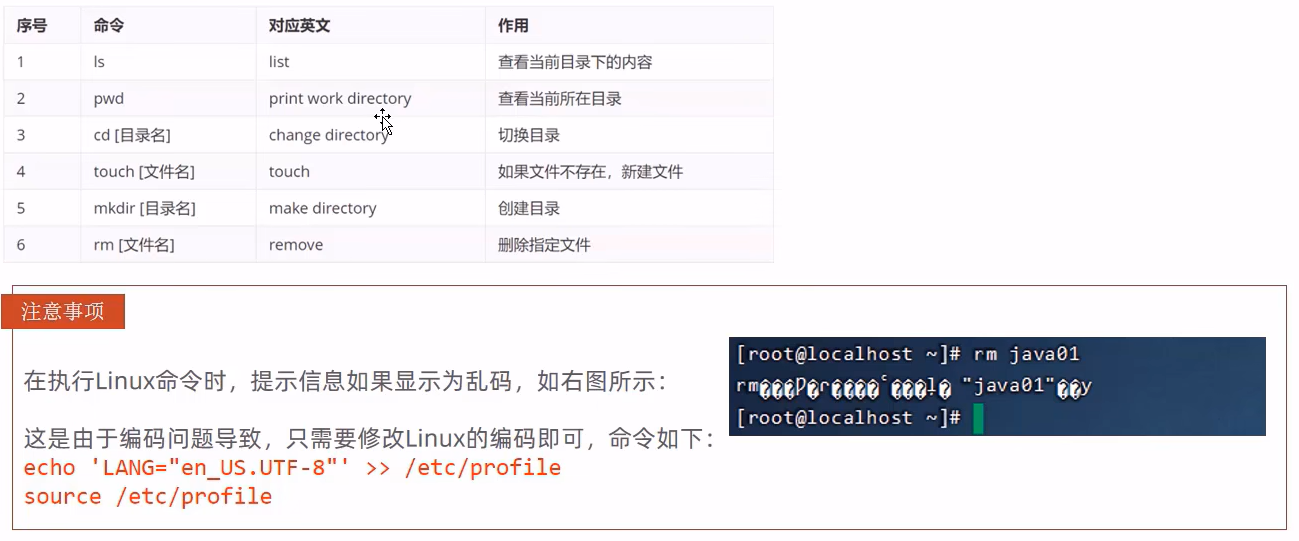 序号 命令 对应英文 作用
1 ls list 查看当前目录下的内容
2 pwd print work directory 查看当前所在目录
3 cd [目录名] change directory 切换目录
4 touch [文件名] touch 如果文件不存在，新建文件
5 mkdir [目录名] make directory 创建目录
6 rm [文件名] remove 删除指定文件
注意事项
在执行Linux命令时，提示信息如果显示为乱码，如右图所示：
这是由于编码问题导致，只需要修改Linux的编码即可，命令如下：
echo 'LANG="en_US.UTF-8"' >> /etc/profile
source /etc/profile
[root@localhost ~]# rm java01
rm "java01" y
[root@localhost ~]#